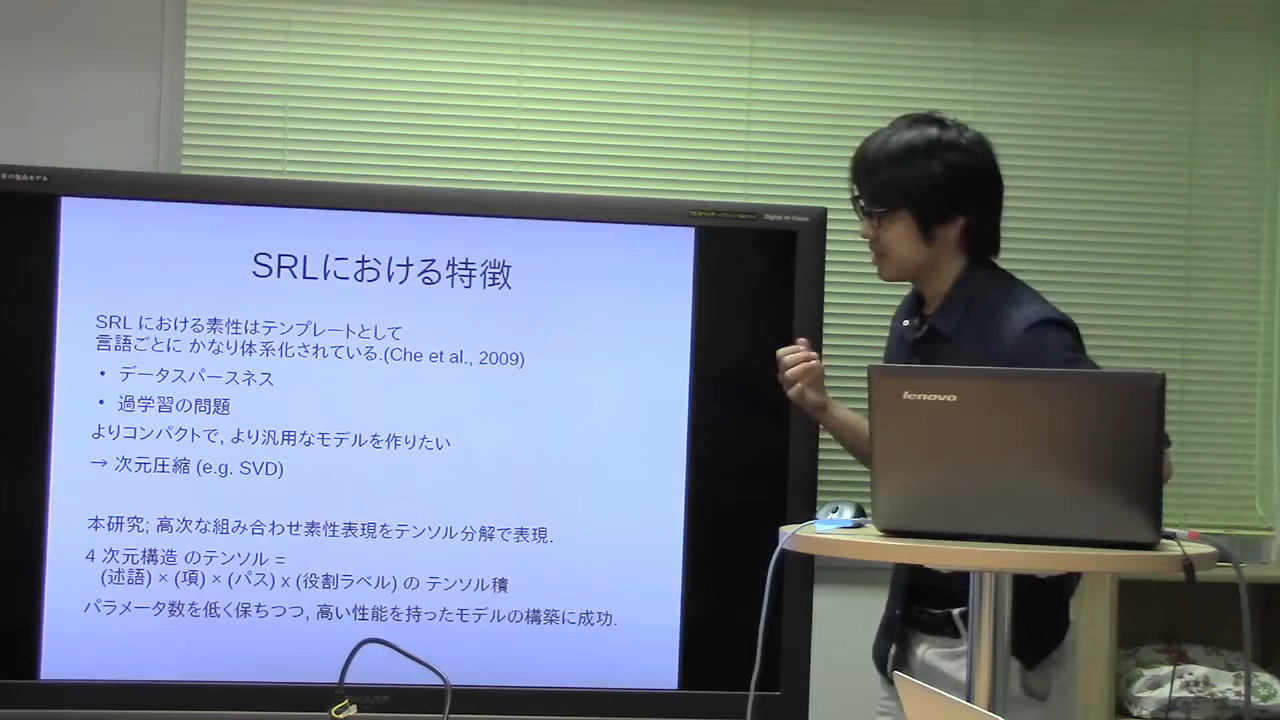 Digital Hi-Vision
SRLにおける特徴
SRL における素性はテンプレートとして
言語ごとに かなり体系化されている.(Che et al., 2009)
• データスパースネス
• 過学習の問題
よりコンパクトで, より汎用なモデルを作りたい
→ 次元圧縮 (e.g. SVD)
本研究; 高次な組み合わせ素性表現をテンソル分解で表現.
4 次元構造 のテンソル =
(述語) × (項) × (パス) x (役割ラベル) の テンソル積
パラメータ数を低く保ちつつ, 高い性能を持ったモデルの構築に成功.
SHARP
lenovo